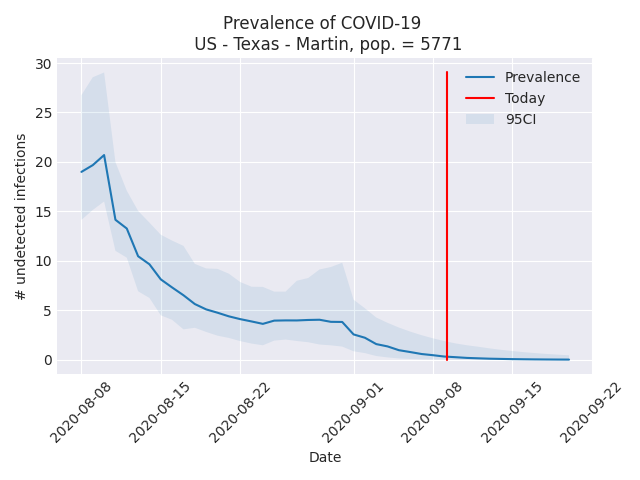 Prevalence of COVID-19
US - Texas - Martin, pop. = 5771
Prevalence
Today
95CI
# undetected infections
30
25
20
15
10
5
0
2020-08-08
2020-08-15
2020-08-22
2020-09-01
2020-09-08
2020-09-15
2020-09-22
Date